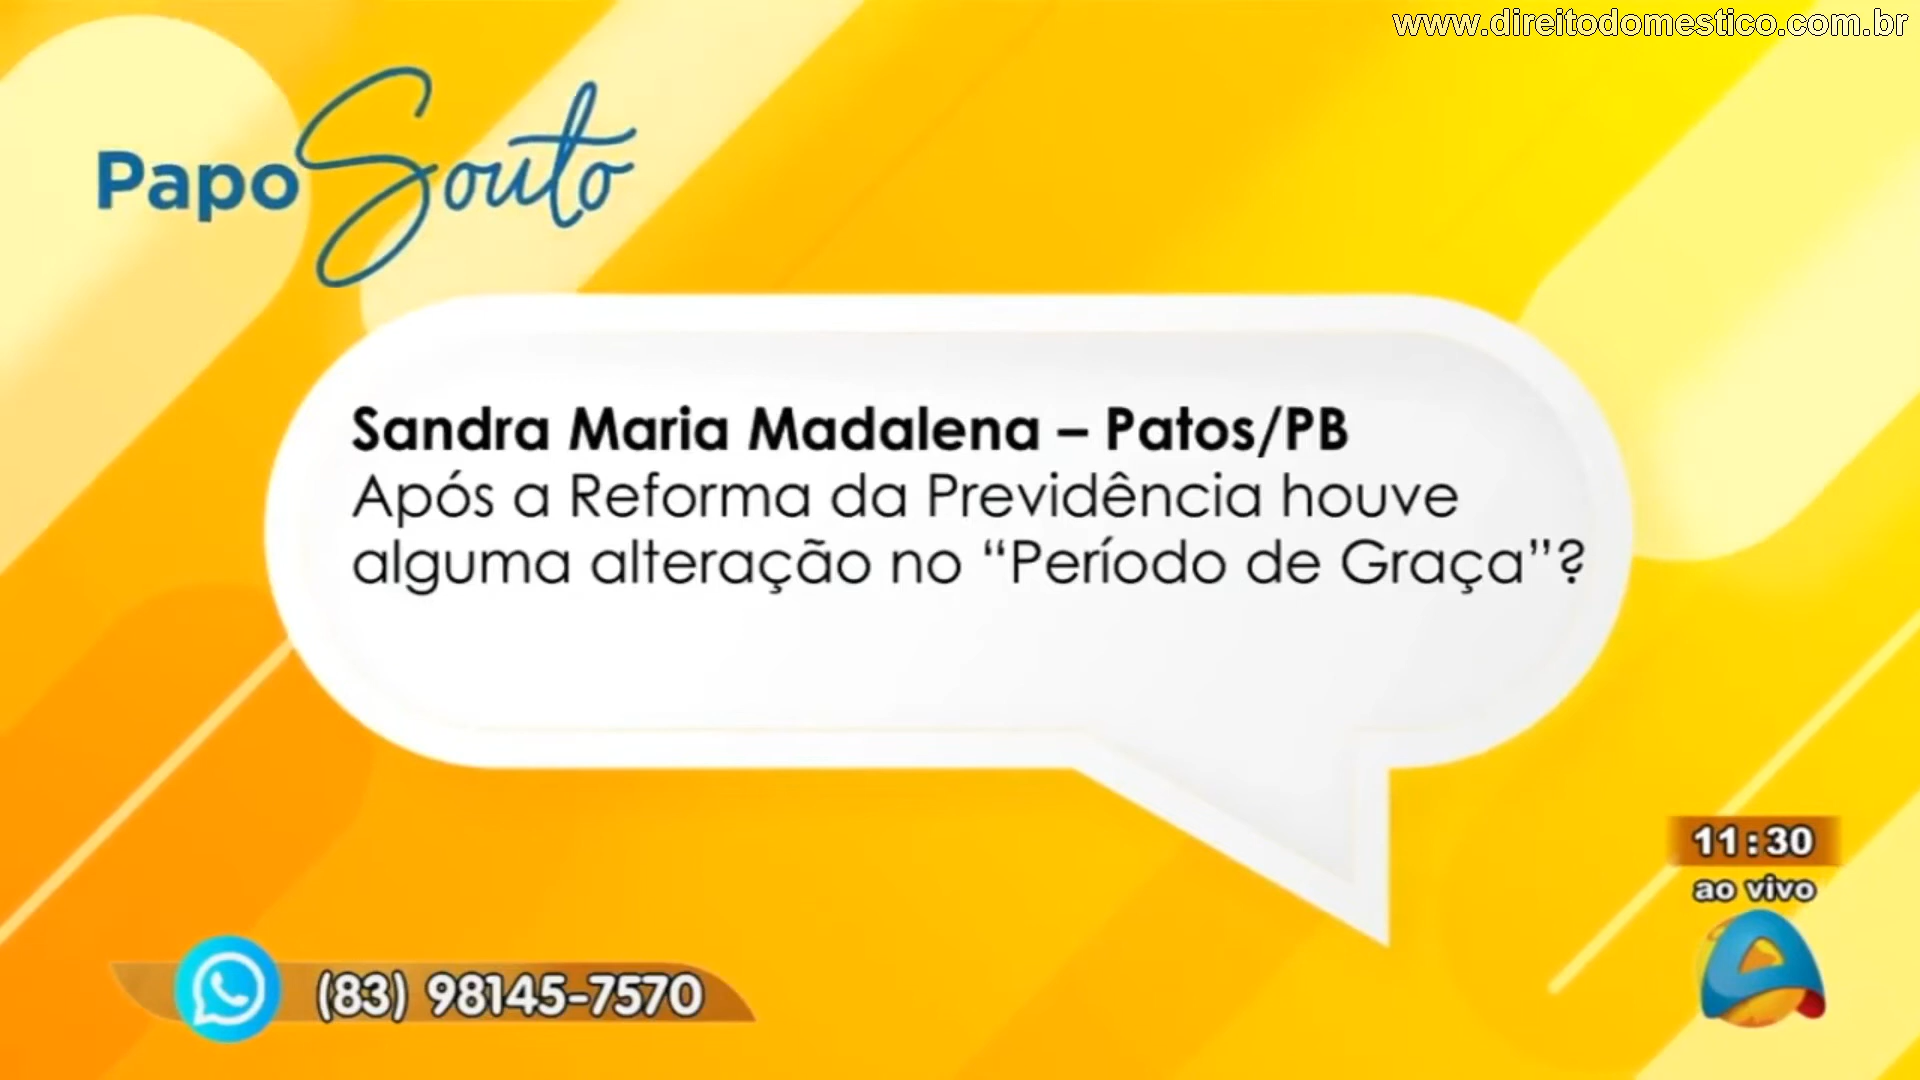 www.direitodomestico.com.br
Papo Souto
Sandra Maria Madalena – Patos/PB
Após a Reforma da Previdência houve
alguma alteração no “Período de Graça”?
11:30
ao vivo
(83) 98145-7570